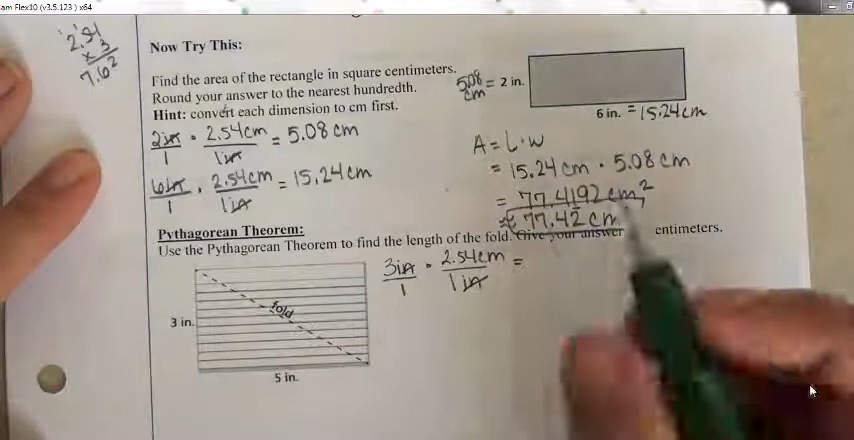 am Flex10 (v3.5.123 ) x64
2.54
x 3
7.62
Now Try This:
Find the area of the rectangle in square centimeters.
Round your answer to the nearest hundredth.
Hint: convert each dimension to cm first.
5.08 cm = 2 in.
6 in. = 15.24cm
2in/1 · 2.54cm/1in = 5.08 cm
6in/1 · 2.54cm/1in = 15.24cm
A = L · W
= 15.24 cm · 5.08 cm
= 77.4192 cm²
≈ 77.42 cm
Pythagorean Theorem:
Use the Pythagorean Theorem to find the length of the fold. Give your answer entimeters.
3in/1 · 2.54cm/1in =
fold
3 in.
5 in.